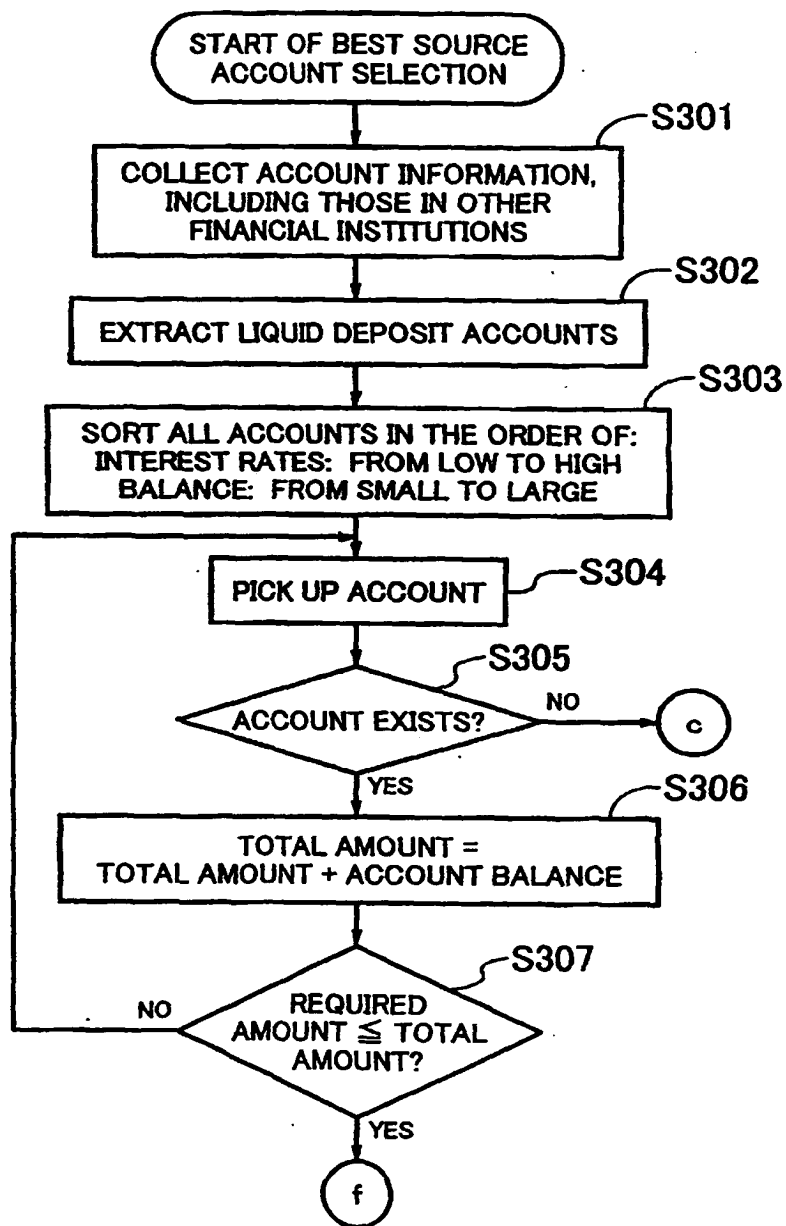 START OF BEST SOURCE
ACCOUNT SELECTION
S301
COLLECT ACCOUNT INFORMATION,
INCLUDING THOSE IN OTHER
FINANCIAL INSTITUTIONS
S302
EXTRACT LIQUID DEPOSIT ACCOUNTS
S303
SORT ALL ACCOUNTS IN THE ORDER OF:
INTEREST RATES: FROM LOW TO HIGH
BALANCE: FROM SMALL TO LARGE
S304
PICK UP ACCOUNT
S305
ACCOUNT EXISTS?
NO
c
YES
S306
TOTAL AMOUNT =
TOTAL AMOUNT + ACCOUNT BALANCE
S307
REQUIRED
AMOUNT ≦ TOTAL
AMOUNT?
NO
YES
f